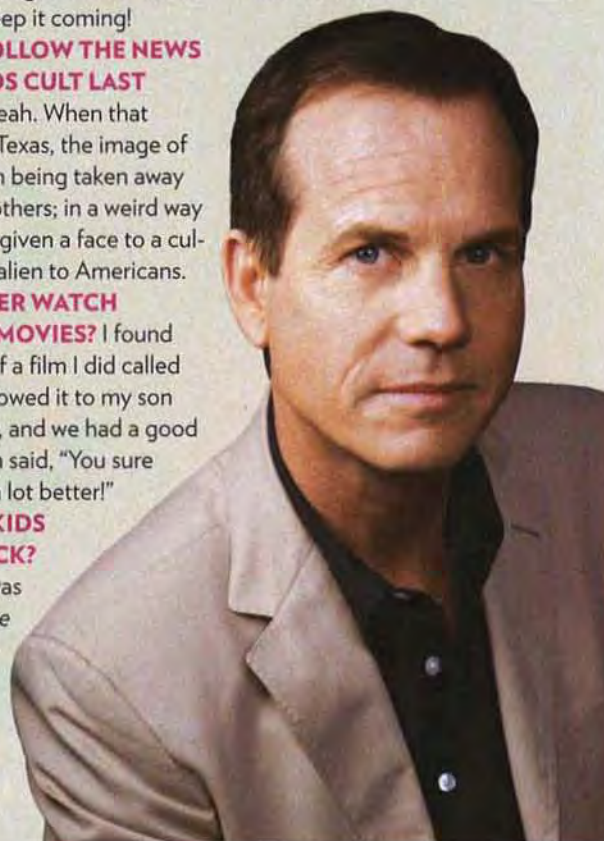 ep it coming!
OLLOW THE NEWS
OS CULT LAST
eah. When that
Texas, the image of
n being taken away
others; in a weird way
given a face to a cul-
alien to Americans.
ER WATCH
MOVIES? I found
f a film I did called
owed it to my son
, and we had a good
n said, “You sure
lot better!”
KIDS
CK?
as
e